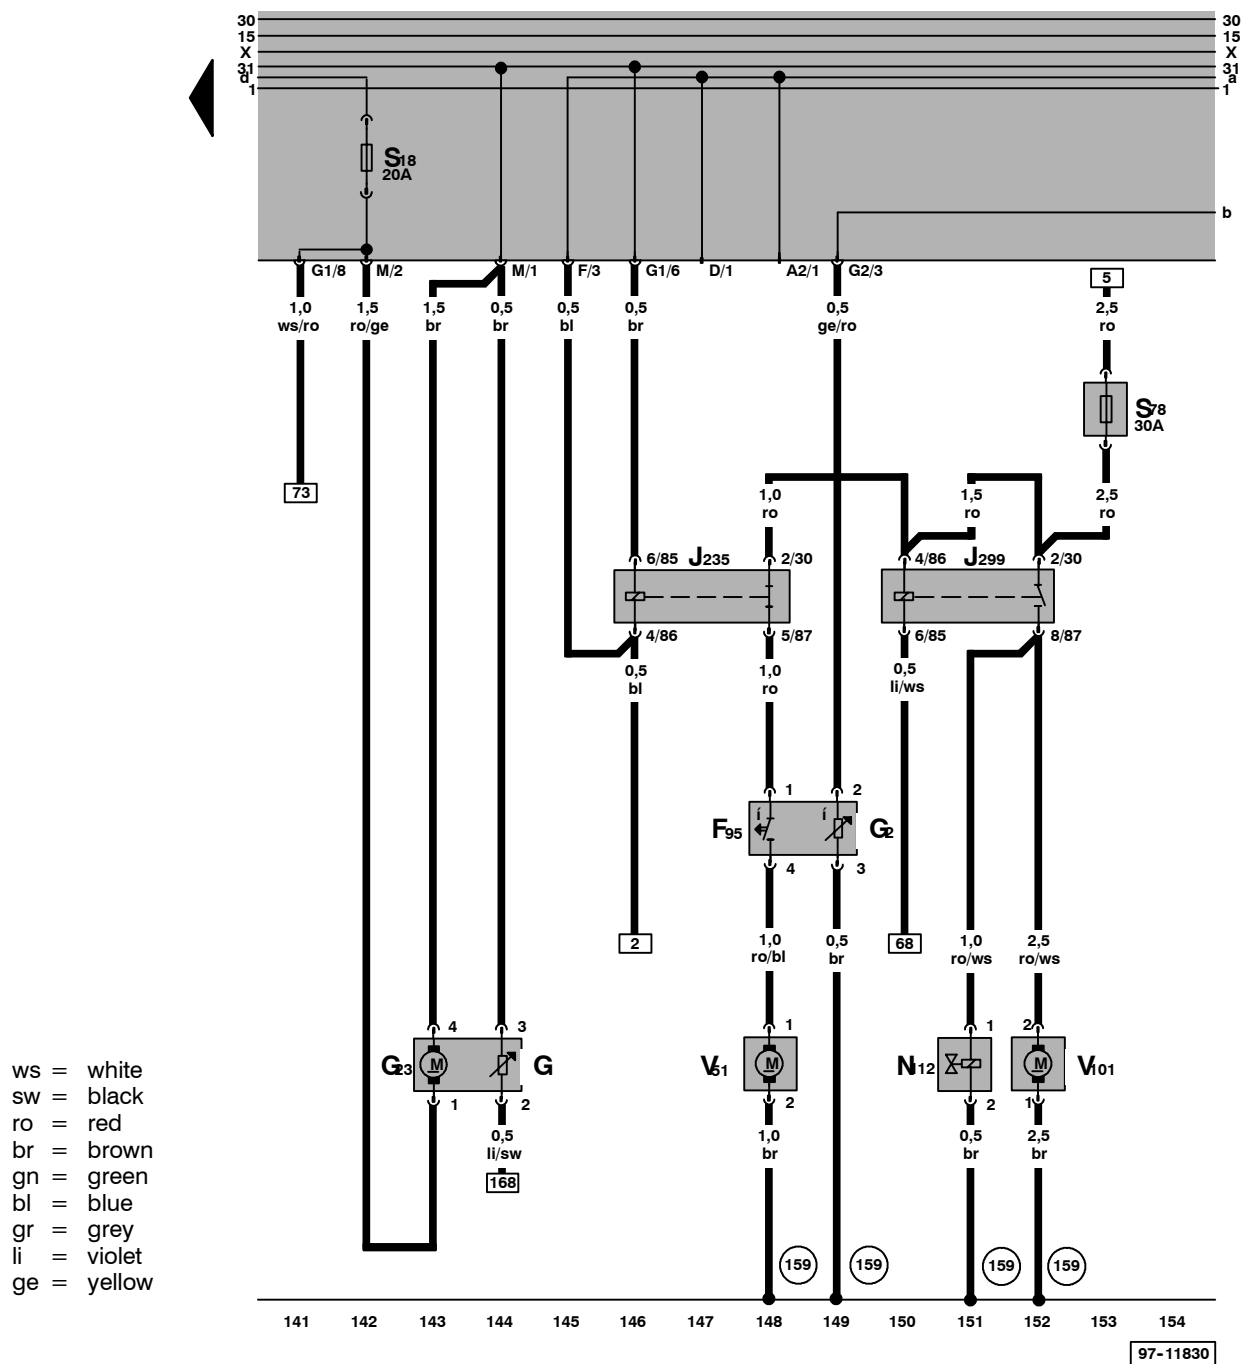 30 30
15 15
X X
31 31
d a
1 1
S18
20A
b
G1/8 M/2 M/1 F/3 G1/6 D/1 A2/1 G2/3
5
1,0 1,5 1,5 0,5 0,5 0,5 0,5 2,5
ws/ro ro/ge br br bl br ge/ro ro
S78
30A
73
1,0 1,5 2,5
ro ro ro
6/85 J235 2/30 4/86 J299 2/30
4/86 5/87 6/85 8/87
0,5 1,0 0,5
bl ro li/ws
1 2
í í
F95 G2
4 3
2 68
1,0 0,5 1,0 2,5
ro/bl br ro/ws ro/ws
4 3 1 1 2
G23 M G V51 M N112 M V101
1 2 2 2 1
0,5 1,0 0,5 2,5
li/sw br br br
168
ws = white
sw = black
ro = red
br = brown
gn = green
bl = blue
gr = grey
li = violet
ge = yellow
159 159 159 159
141 142 143 144 145 146 147 148 149 150 151 152 153 154
97-11830